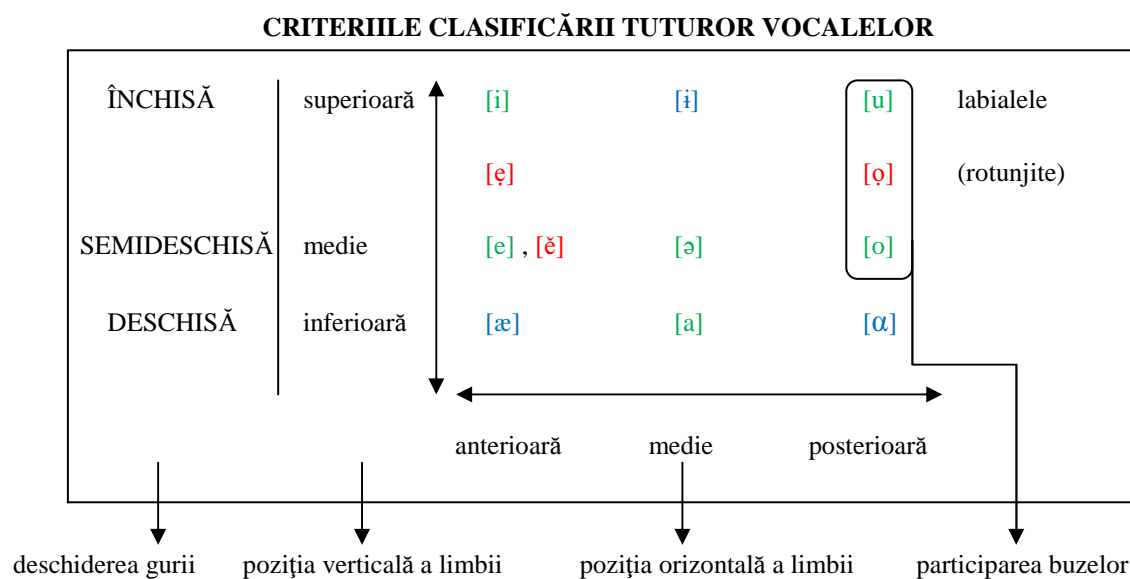 CRITERIILE CLASIFICĂRII TUTUROR VOCALELOR
ÎNCHISĂ superioară [i] [ɨ] [u] labialele
[ẹ] [ọ] (rotunjite)
SEMIDESCHISĂ medie [e] , [ĕ] [ə] [o]
DESCHISĂ inferioară [æ] [a] [α]
anterioară medie posterioară
deschiderea gurii poziţia verticală a limbii poziţia orizontală a limbii participarea buzelor